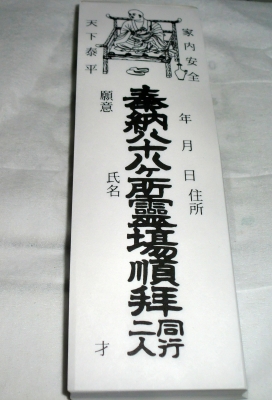 家内安全
年 月 日 住所
奉納八十八ヶ所靈場順拝 同行二人
願意
氏名
才
天下泰平